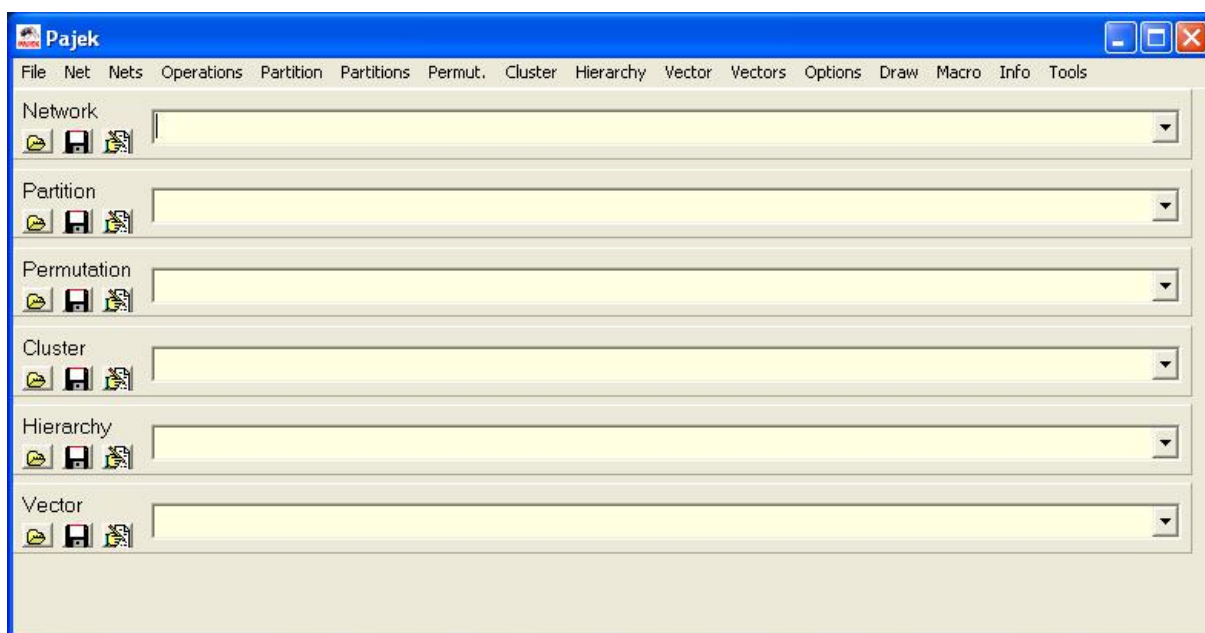 Pajek
File Net Nets Operations Partition Partitions Permut. Cluster Hierarchy Vector Vectors Options Draw Macro Info Tools
Network
Partition
Permutation
Cluster
Hierarchy
Vector